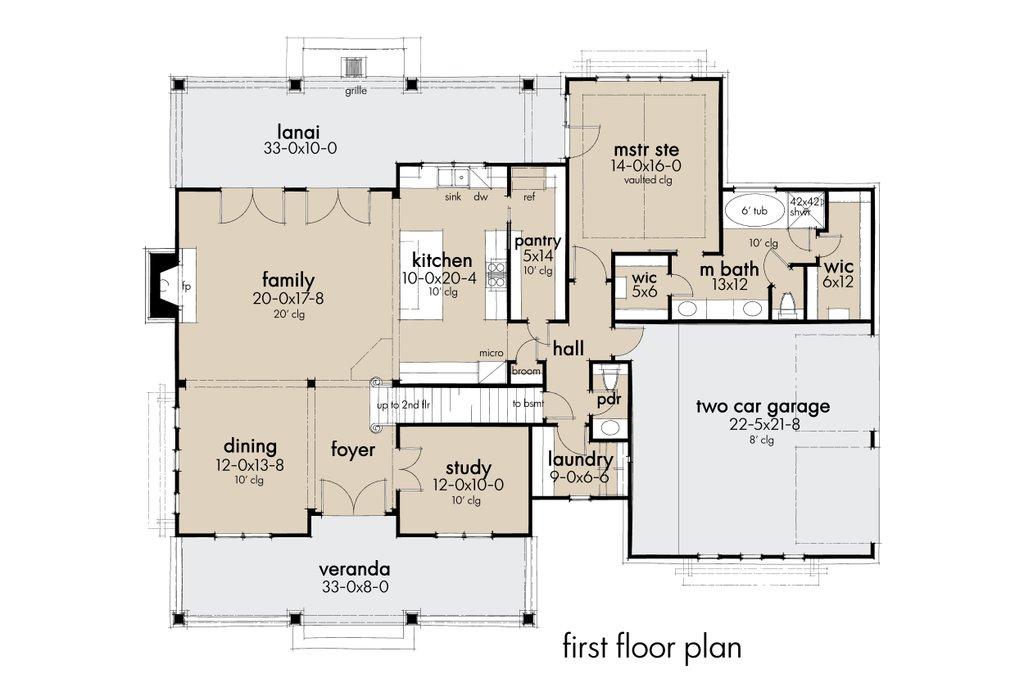 grille
lanai
33-0x10-0
mstr ste
14-0x16-0
vaulted clg
sink
dw
ref
6' tub
42x42
shwr
pantry
5x14
10' clg
10' clg
kitchen
10-0x20-4
10' clg
family
20-0x17-8
20' clg
fp
wic
5x6
m bath
13x12
wic
6x12
hall
micro
broom
up to 2nd flr
to bsmt
pdr
two car garage
22-5x21-8
8' clg
dining
12-0x13-8
10' clg
foyer
study
12-0x10-0
10' clg
laundry
9-0x6-6
veranda
33-0x8-0
first floor plan